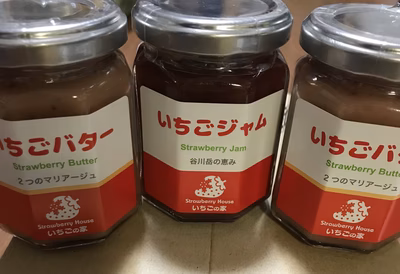 いちごバター
Strawberry Butter
2つのマリアージュ
Strawberry House
いちごの家
いちごジャム
Strawberry Jam
谷川岳の恵み
Strawberry House
いちごの家
いちごバタ
Strawberry Butte
2つのマリアージュ
Strawberry House
いちごの家